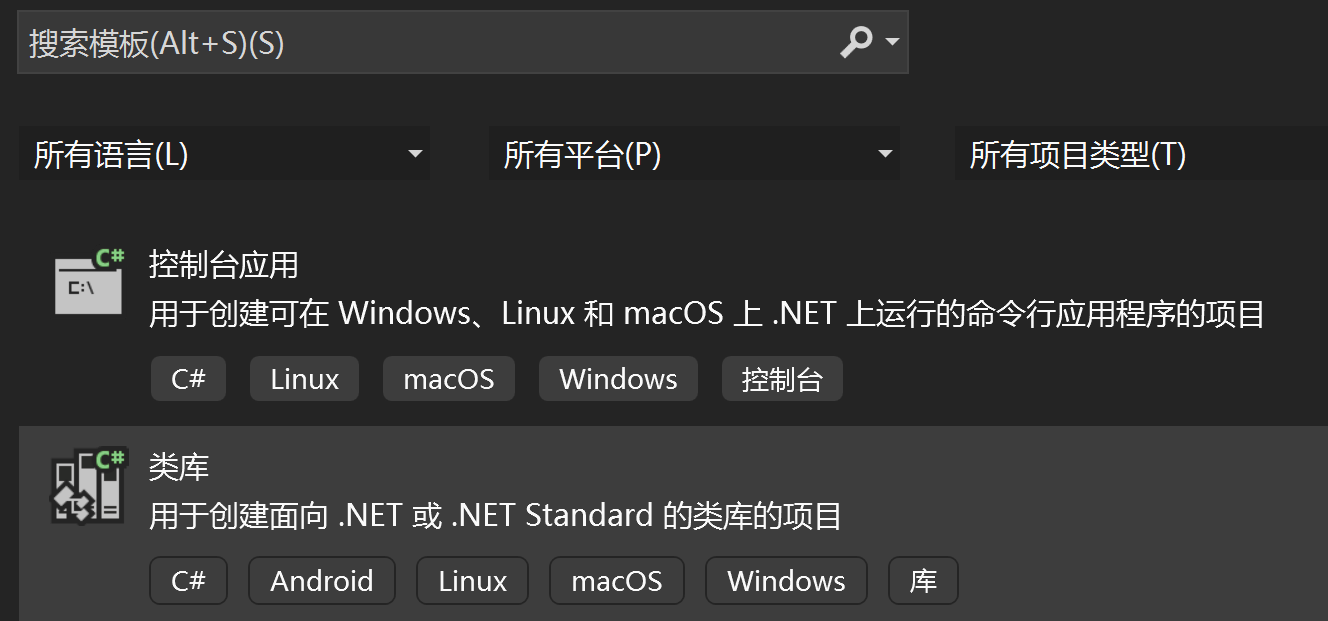 搜索模板(Alt+S)(S)
所有语言(L) 所有平台(P) 所有项目类型(T)
C#
C:\
控制台应用
用于创建可在 Windows、Linux 和 macOS 上 .NET 上运行的命令行应用程序的项目
C# Linux macOS Windows 控制台
C#
类库
用于创建面向 .NET 或 .NET Standard 的类库的项目
C# Android Linux macOS Windows 库